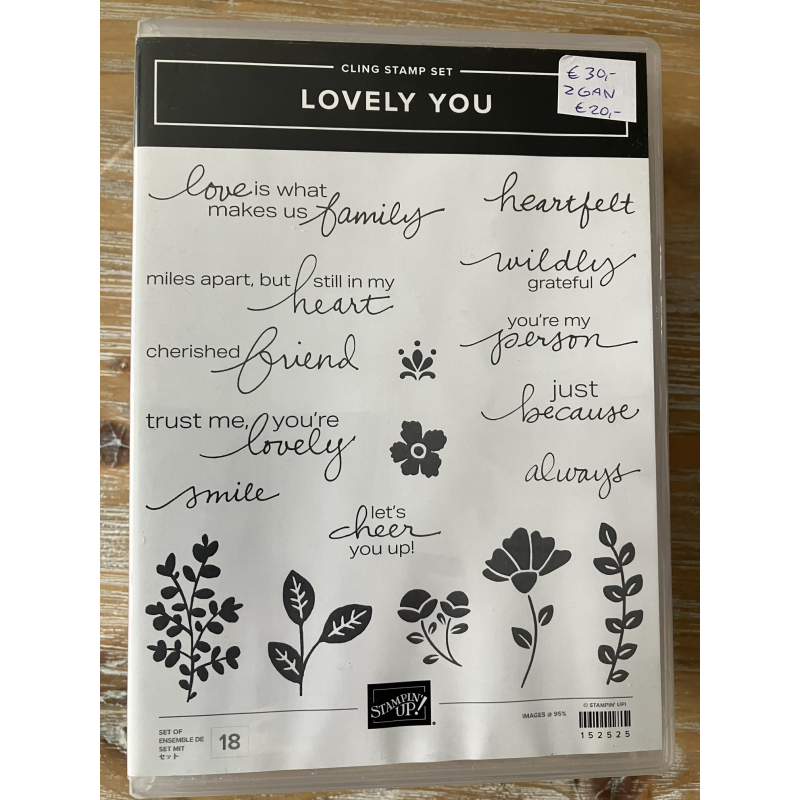 CLING STAMP SET
LOVELY YOU
€ 30,-
ZGAN
€ 20,-
love is what
makes us family
heartfelt
miles apart, but still in my
heart
wildly
grateful
cherished friend
you're my
person
trust me, you're
lovely
just
because
smile
always
let's
cheer
you up!
STAMPIN' UP!
SET OF
ENSEMBLE DE
SET MIT
セット
18
IMAGES @ 95%
© STAMPIN' UP!
152525